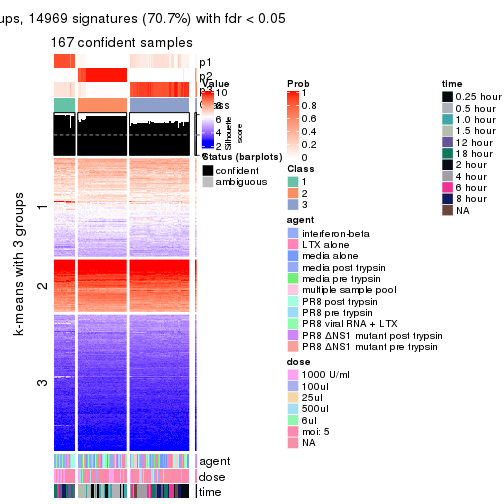 ups, 14969 signatures (70.7%) with fdr < 0.05
167 confident samples
p1
p2
Value
10
6
4
2
Silhouette
score
Status (barplots)
confident
ambiguous
k-means with 3 groups
1
2
3
agent
dose
time
Prob
1
0.8
0.6
0.4
0.2
0
Class
1
2
3
agent
interferon-beta
LTX alone
media alone
media post trypsin
media pre trypsin
multiple sample pool
PR8 post trypsin
PR8 pre trypsin
PR8 viral RNA + LTX
PR8 ΔNS1 mutant post trypsin
PR8 ΔNS1 mutant pre trypsin
dose
1000 U/ml
100ul
25ul
500ul
6ul
moi: 5
NA
time
0.25 hour
0.5 hour
1.0 hour
1.5 hour
12 hour
18 hour
2 hour
4 hour
6 hour
8 hour
NA